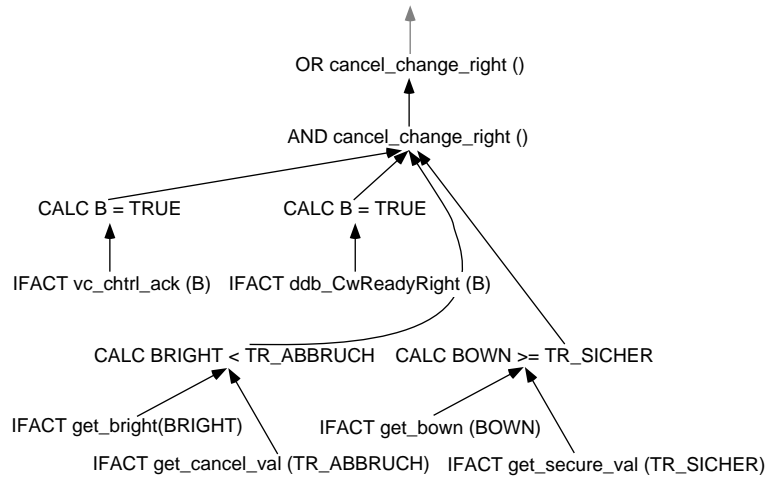 OR cancel_change_right ()
AND cancel_change_right ()
CALC B = TRUE CALC B = TRUE
IFACT vc_chtrl_ack (B) IFACT ddb_CwReadyRight (B)
CALC BRIGHT < TR_ABBRUCH CALC BOWN >= TR_SICHER
IFACT get_bright(BRIGHT) IFACT get_bown (BOWN)
IFACT get_cancel_val (TR_ABBRUCH) IFACT get_secure_val (TR_SICHER)